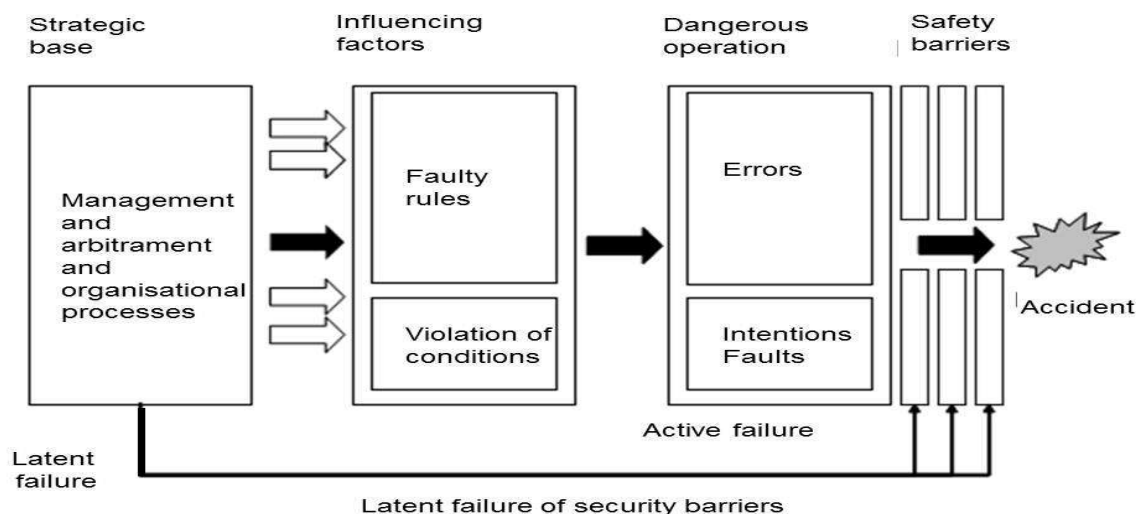 Strategic
base
Influencing
factors
Dangerous
operation
Safety
barriers
Management
and
arbitrament
and
organisational
processes
Faulty
rules
Violation of
conditions
Errors
Intentions
Faults
Accident
Active failure
Latent
failure
Latent failure of security barriers